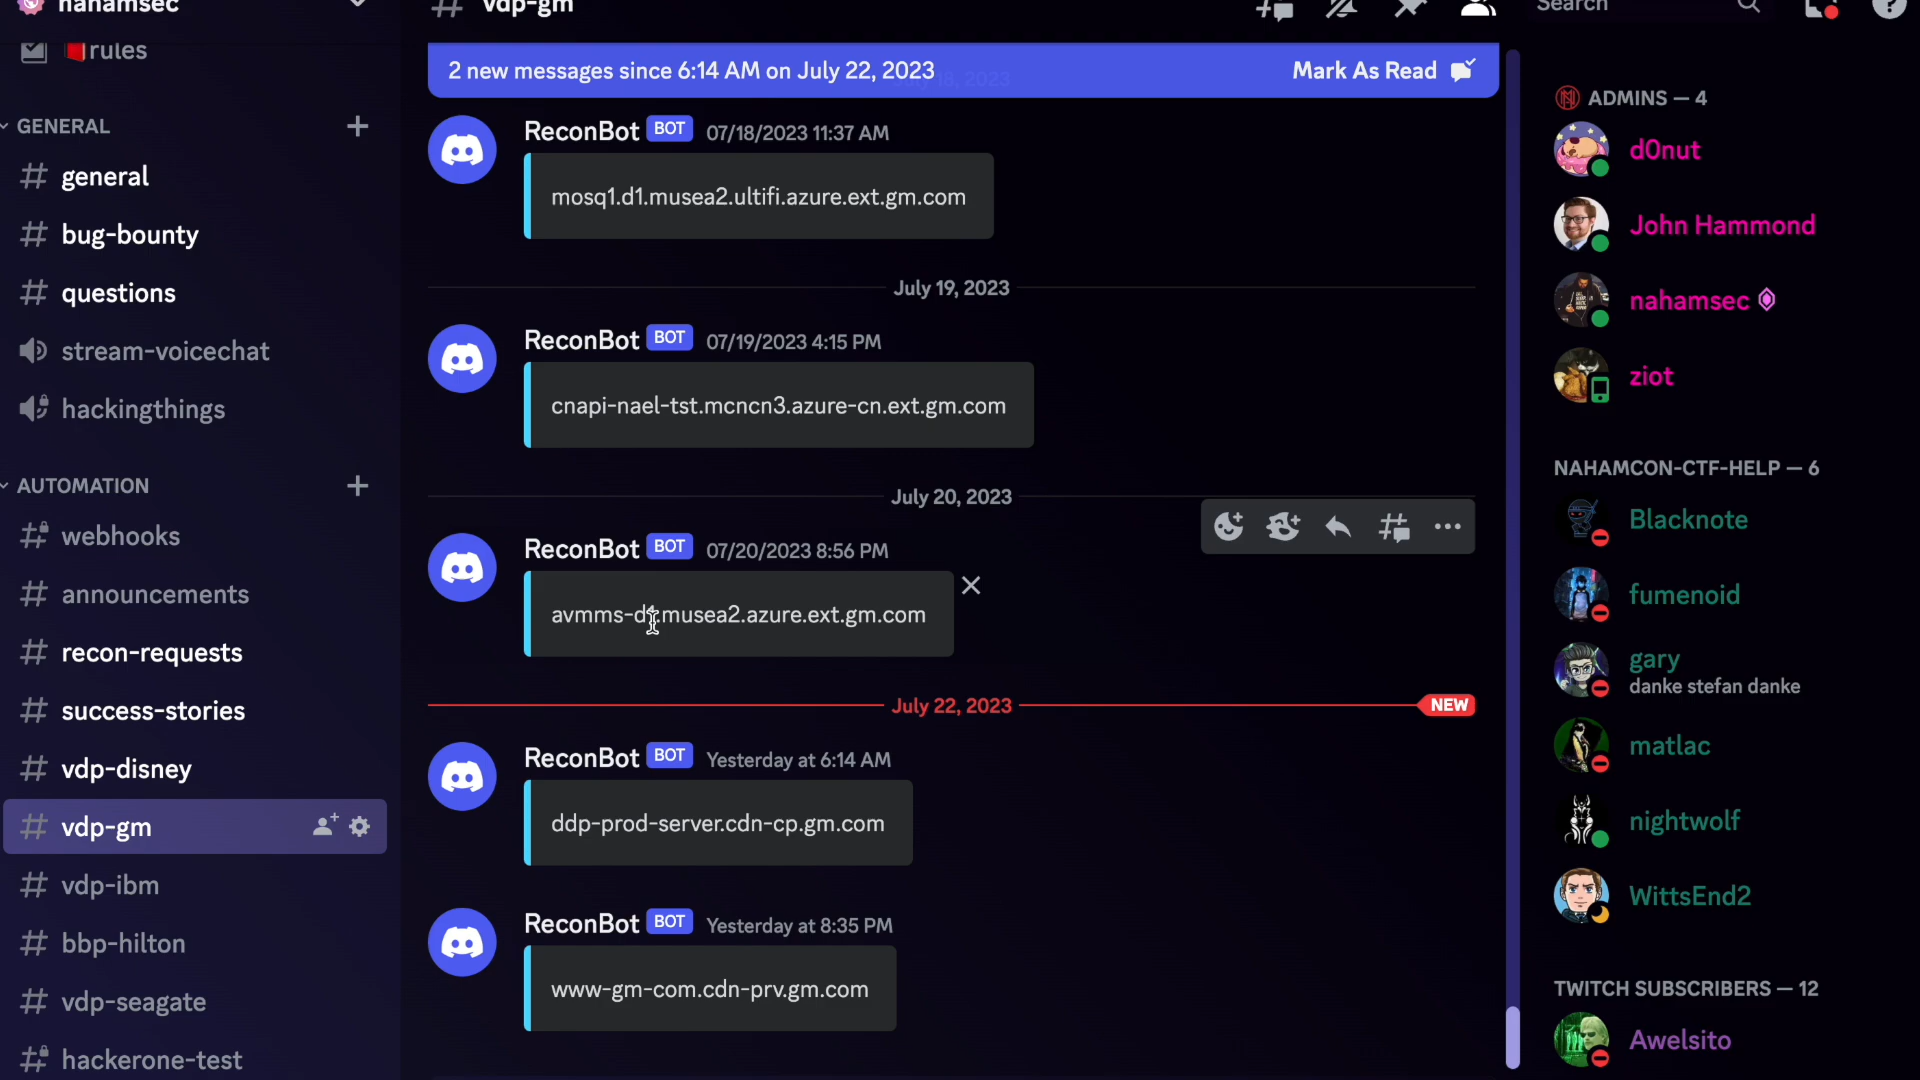 nahamsec
rules
GENERAL
general
bug-bounty
questions
stream-voicechat
hackingthings
AUTOMATION
webhooks
announcements
recon-requests
success-stories
vdp-disney
vdp-gm
vdp-ibm
bbp-hilton
vdp-seagate
hackerone-test
vdp-gm
2 new messages since 6:14 AM on July 22, 2023
Mark As Read
ReconBot BOT 07/18/2023 11:37 AM
mosq1.d1.musea2.ultifi.azure.ext.gm.com
July 19, 2023
ReconBot BOT 07/19/2023 4:15 PM
cnapi-nael-tst.mcncn3.azure-cn.ext.gm.com
July 20, 2023
ReconBot BOT 07/20/2023 8:56 PM
avmms-d1.musea2.azure.ext.gm.com
July 22, 2023 NEW
ReconBot BOT Yesterday at 6:14 AM
ddp-prod-server.cdn-cp.gm.com
ReconBot BOT Yesterday at 8:35 PM
www-gm-com.cdn-prv.gm.com
Search
ADMINS — 4
d0nut
John Hammond
nahamsec
ziot
NAHAMCON-CTF-HELP — 6
Blacknote
fumenoid
gary
danke stefan danke
matlac
nightwolf
WittsEnd2
TWITCH SUBSCRIBERS — 12
Awelsito